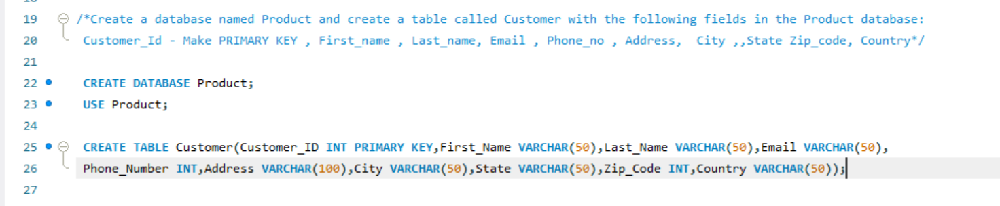 19 /*Create a database named Product and create a table called Customer with the following fields in the Product database:
20 Customer_Id - Make PRIMARY KEY , First_name , Last_name, Email , Phone_no , Address,  City ,,State Zip_code, Country*/
21
22 CREATE DATABASE Product;
23 USE Product;
24
25 CREATE TABLE Customer(Customer_ID INT PRIMARY KEY,First_Name VARCHAR(50),Last_Name VARCHAR(50),Email VARCHAR(50),
26 Phone_Number INT,Address VARCHAR(100),City VARCHAR(50),State VARCHAR(50),Zip_Code INT,Country VARCHAR(50));
27